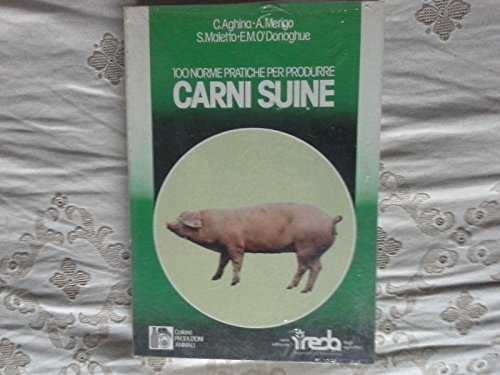 C.Aghina·A.Merigo
S.Maletto·E.M.O'Donoghue
100 NORME PRATICHE PER PRODURRE
CARNI SUINE
Collana
PRODUZIONI
ANIMALI
reda